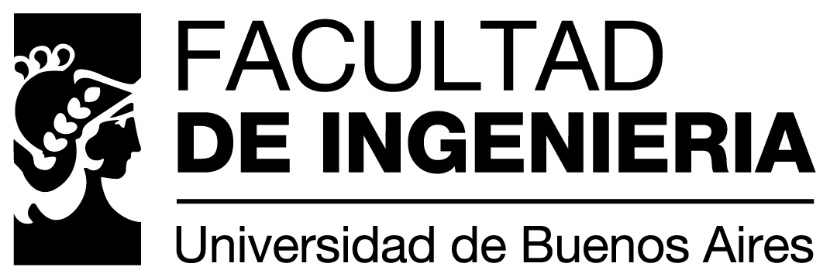 FACULTAD
DE INGENIERIA
Universidad de Buenos Aires